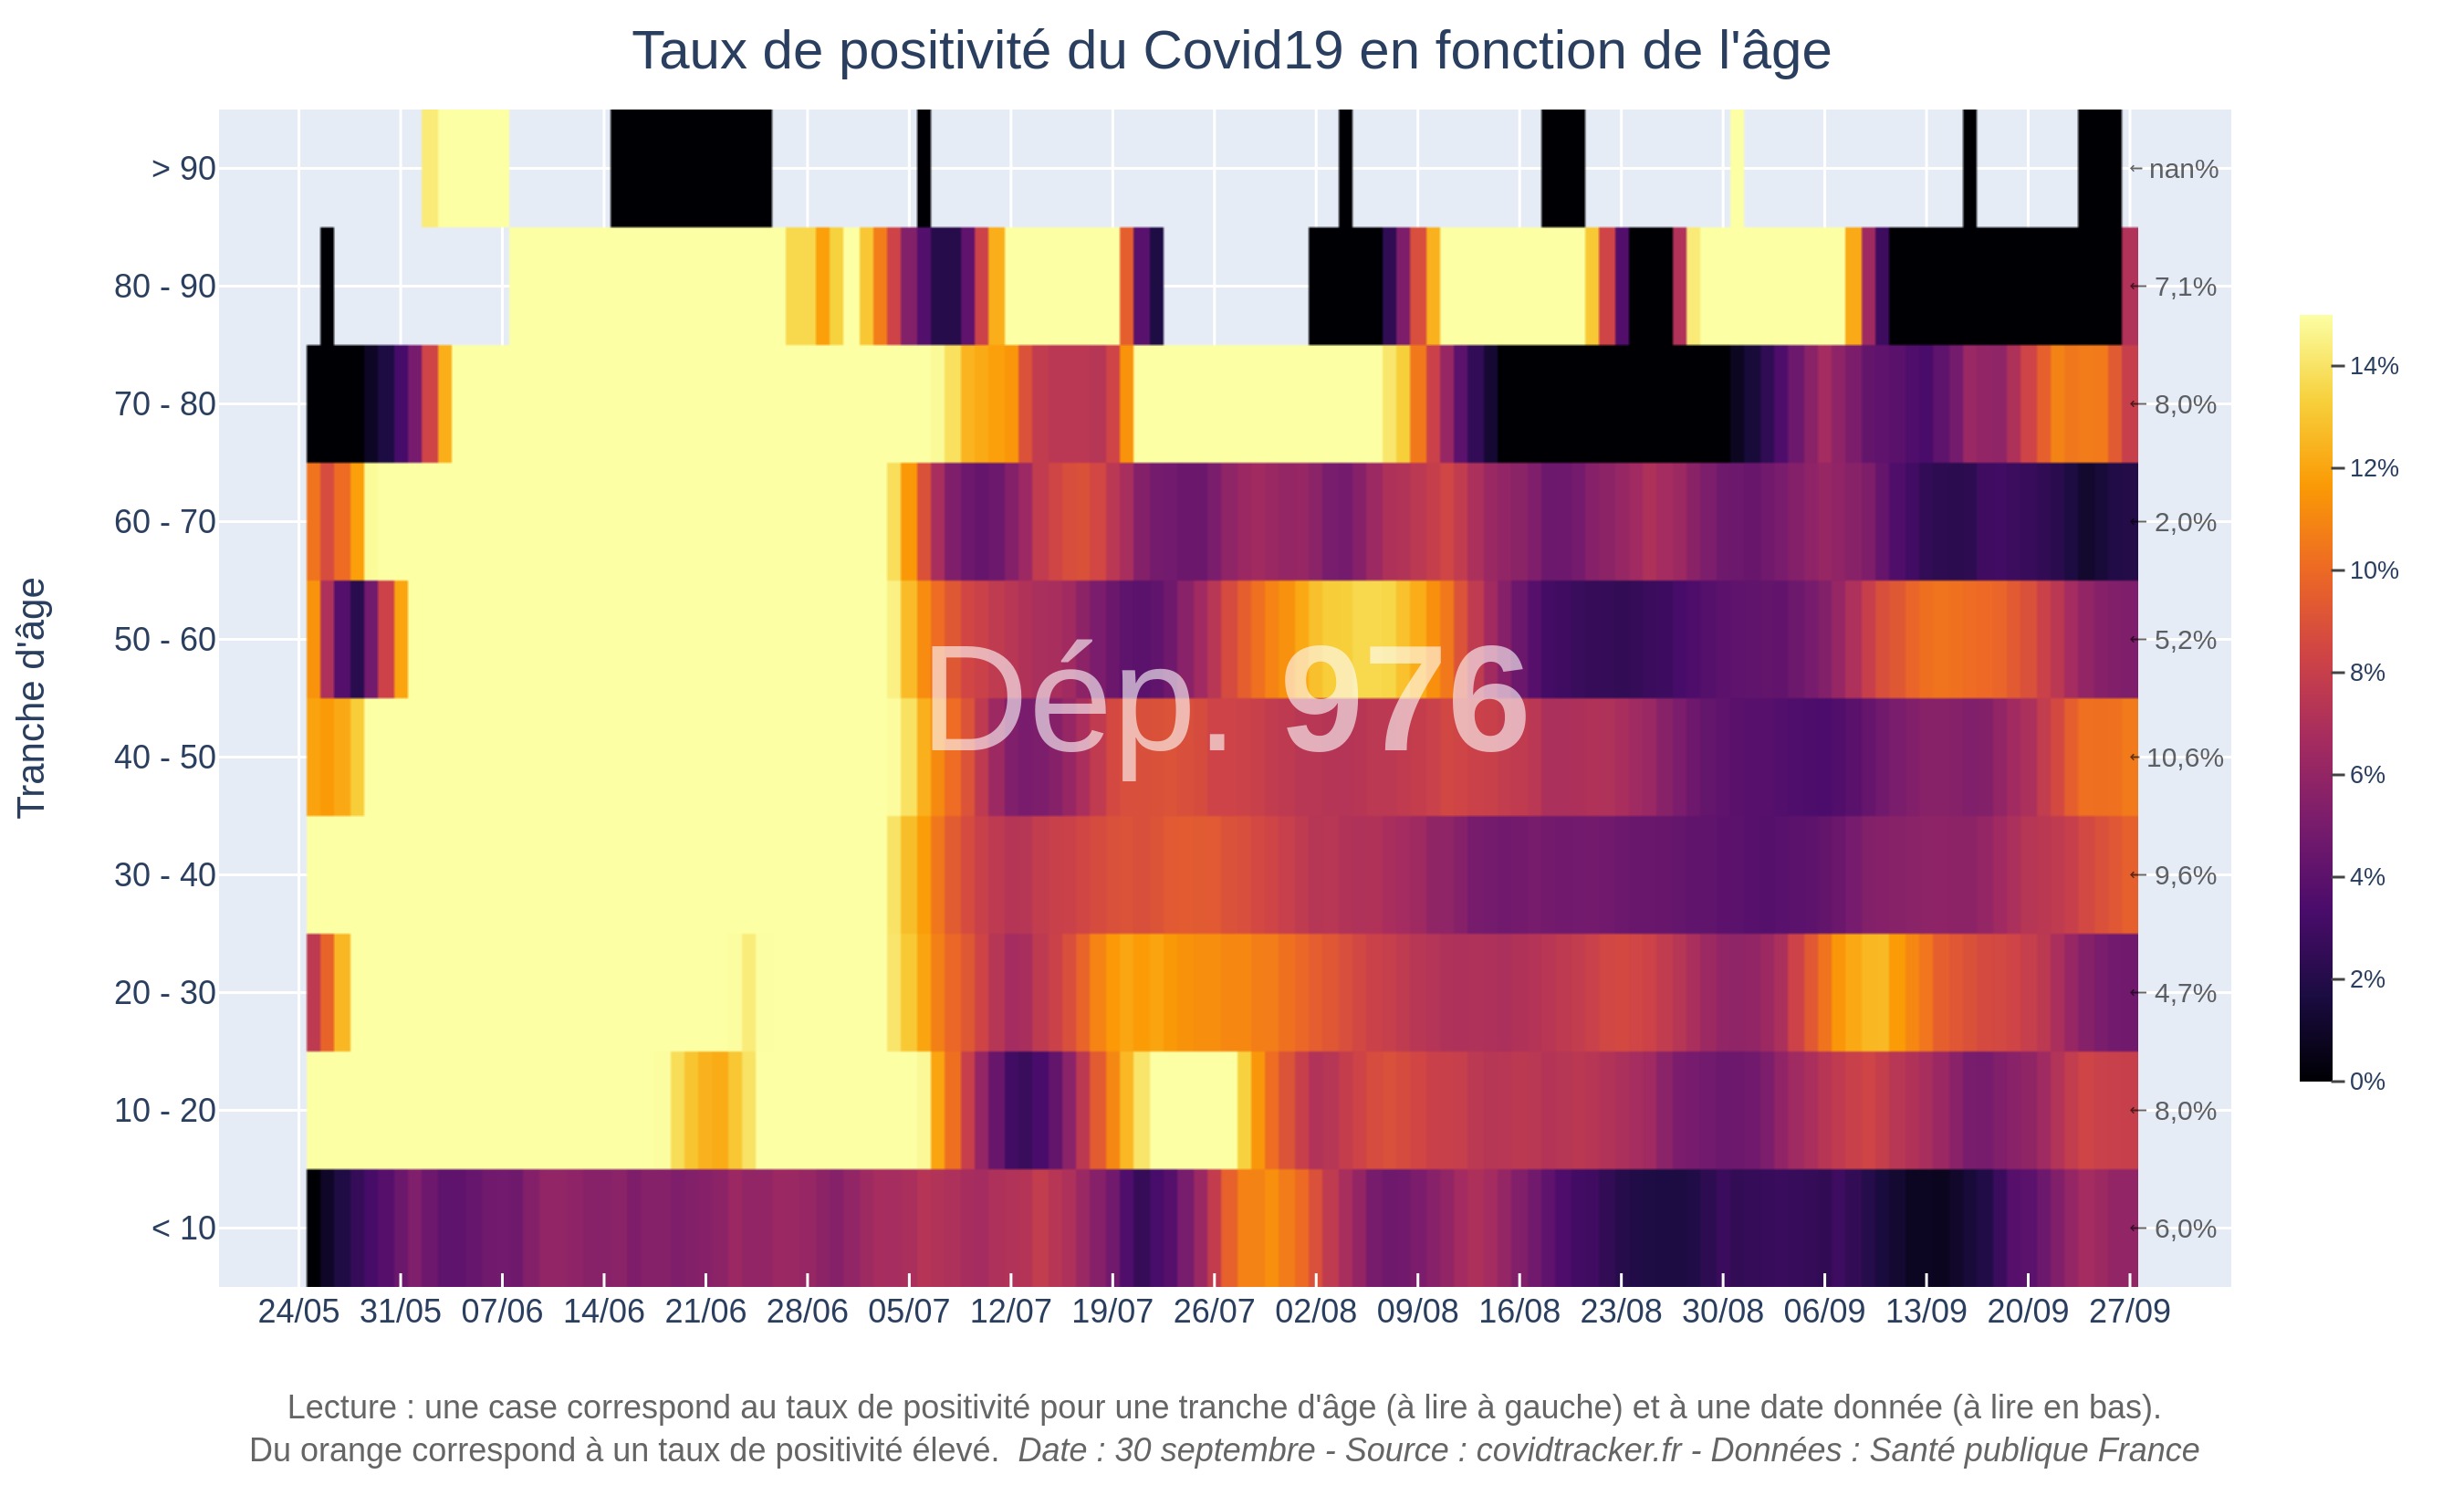 Taux de positivité du Covid19 en fonction de l'âge
> 90
80 - 90
70 - 80
60 - 70
50 - 60
40 - 50
30 - 40
20 - 30
10 - 20
< 10
Tranche d'âge
Dép. 976
nan%
7,1%
8,0%
2,0%
5,2%
10,6%
9,6%
4,7%
8,0%
6,0%
14%
12%
10%
8%
6%
4%
2%
0%
24/05 31/05 07/06 14/06 21/06 28/06 05/07 12/07 19/07 26/07 02/08 09/08 16/08 23/08 30/08 06/09 13/09 20/09 27/09
Lecture : une case correspond au taux de positivité pour une tranche d'âge (à lire à gauche) et à une date donnée (à lire en bas).
Du orange correspond à un taux de positivité élevé. Date : 30 septembre - Source : covidtracker.fr - Données : Santé publique France